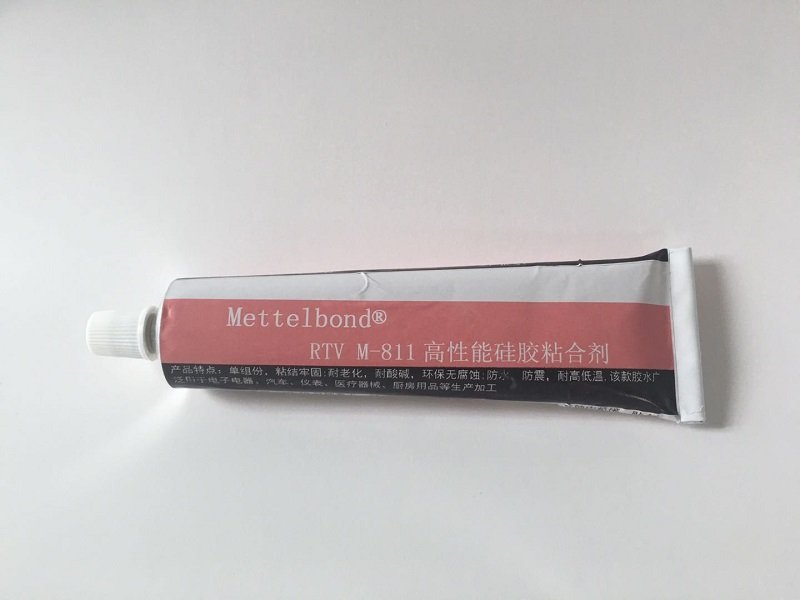 Mettelbond®
RTV M-811 高性能硅胶粘合剂
产品特点：单组份，粘结牢固;耐老化，耐酸碱，环保无腐蚀;防水、防震，耐高低温,该款胶水广
泛用于电子电器、汽车、仪表、医疗器械、厨房用品等生产加工